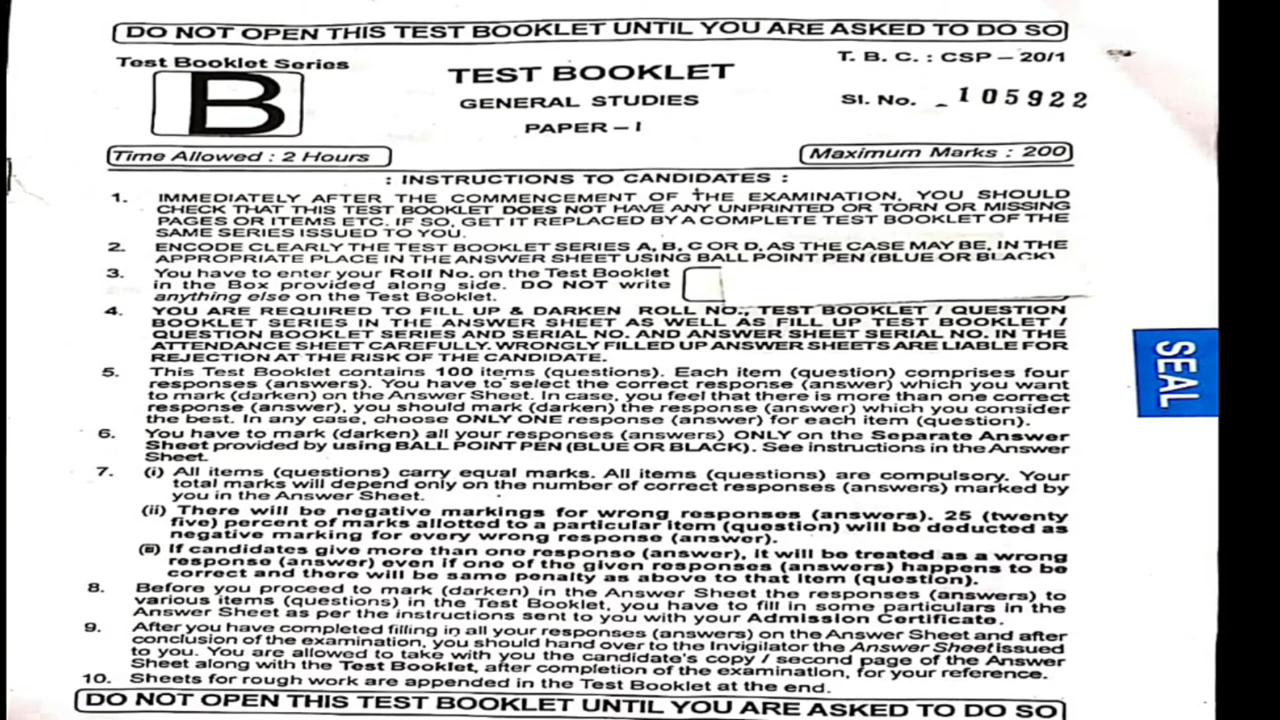 DO NOT OPEN THIS TEST BOOKLET UNTIL YOU ARE ASKED TO DO SO
Test Booklet Series
B
TEST BOOKLET
GENERAL STUDIES
PAPER – I
T. B. C. : CSP – 20/1
Sl. No. 105922
Time Allowed : 2 Hours
Maximum Marks : 200
: INSTRUCTIONS TO CANDIDATES :
1. IMMEDIATELY AFTER THE COMMENCEMENT OF THE EXAMINATION, YOU SHOULD
CHECK THAT THIS TEST BOOKLET DOES NOT HAVE ANY UNPRINTED OR TORN OR MISSING
PAGES OR ITEMS ETC. IF SO, GET IT REPLACED BY A COMPLETE TEST BOOKLET OF THE
SAME SERIES ISSUED TO YOU.
2. ENCODE CLEARLY THE TEST BOOKLET SERIES A, B, C OR D, AS THE CASE MAY BE, IN THE
APPROPRIATE PLACE IN THE ANSWER SHEET USING BALL POINT PEN (BLUE OR BLACK)
3. You have to enter your Roll No. on the Test Booklet
in the Box provided along side. DO NOT write
anything else on the Test Booklet.
4. YOU ARE REQUIRED TO FILL UP & DARKEN ROLL NO., TEST BOOKLET / QUESTION
BOOKLET SERIES IN THE ANSWER SHEET AS WELL AS FILL UP TEST BOOKLET /
QUESTION BOOKLET SERIES AND SERIAL NO. AND ANSWER SHEET SERIAL NO. IN THE
ATTENDANCE SHEET CAREFULLY. WRONGLY FILLED UP ANSWER SHEETS ARE LIABLE FOR
REJECTION AT THE RISK OF THE CANDIDATE.
5. This Test Booklet contains 100 items (questions). Each item (question) comprises four
responses (answers). You have to select the correct response (answer) which you want
to mark (darken) on the Answer Sheet. In case, you feel that there is more than one correct
response (answer), you should mark (darken) the response (answer) which you consider
the best. In any case, choose ONLY ONE response (answer) for each item (question).
6. You have to mark (darken) all your responses (answers) ONLY on the Separate Answer
Sheet provided by using BALL POINT PEN (BLUE OR BLACK). See instructions in the Answer
Sheet.
7. (i) All items (questions) carry equal marks. All items (questions) are compulsory. Your
total marks will depend only on the number of correct responses (answers) marked by
you in the Answer Sheet.
(ii) There will be negative markings for wrong responses (answers). 25 (twenty
five) percent of marks allotted to a particular item (question) will be deducted as
negative marking for every wrong response (answer).
(iii) If candidates give more than one response (answer), it will be treated as a wrong
response (answer) even if one of the given responses (answers) happens to be
correct and there will be same penalty as above to that item (question).
8. Before you proceed to mark (darken) in the Answer Sheet the responses (answers) to
various items (questions) in the Test Booklet, you have to fill in some particulars in the
Answer Sheet as per the instructions sent to you with your Admission Certificate.
9. After you have completed filling in all your responses (answers) on the Answer Sheet and after
conclusion of the examination, you should hand over to the Invigilator the Answer Sheet issued
to you. You are allowed to take with you the candidate's copy / second page of the Answer
Sheet along with the Test Booklet, after completion of the examination, for your reference.
10. Sheets for rough work are appended in the Test Booklet at the end.
DO NOT OPEN THIS TEST BOOKLET UNTIL YOU ARE ASKED TO DO SO
SEAL